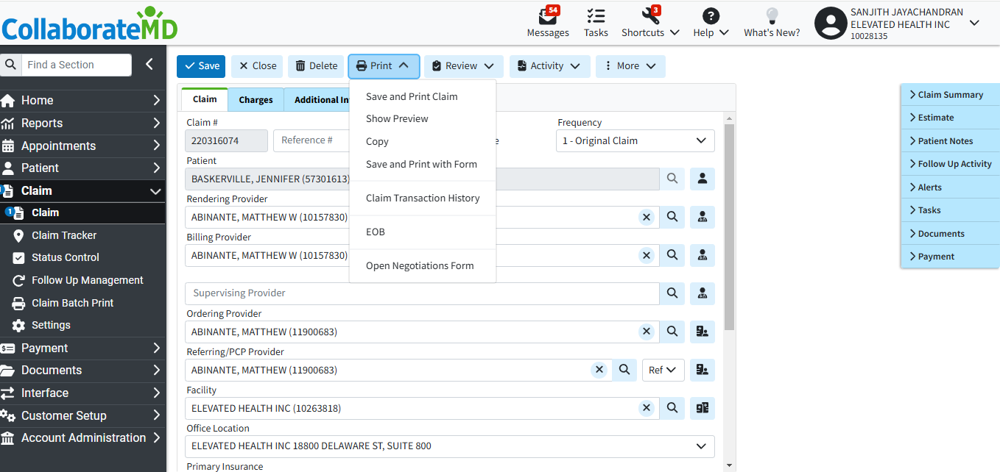 CollaborateMD
54
Messages
Tasks
3
Shortcuts
Help
What's New?
SANJITH JAYACHANDRAN
ELEVATED HEALTH INC
10028135
Find a Section
Home
Reports
Appointments
Patient
Claim
1 Claim
Claim Tracker
Status Control
Follow Up Management
Claim Batch Print
Settings
Payment
Documents
Interface
Customer Setup
Account Administration
Save
Close
Delete
Print
Review
Activity
More
Save and Print Claim
Show Preview
Copy
Save and Print with Form
Claim Transaction History
EOB
Open Negotiations Form
Claim
Charges
Additional In
Claim #
220316074
Reference #
e
Frequency
1 - Original Claim
Patient
BASKERVILLE, JENNIFER (57301613)
Rendering Provider
ABINANTE, MATTHEW W (10157830)
Billing Provider
ABINANTE, MATTHEW W (10157830)
Supervising Provider
Ordering Provider
ABINANTE, MATTHEW (11900683)
Referring/PCP Provider
ABINANTE, MATTHEW (11900683)
Ref
Facility
ELEVATED HEALTH INC (10263818)
Office Location
ELEVATED HEALTH INC 18800 DELAWARE ST, SUITE 800
Primary Insurance
Claim Summary
Estimate
Patient Notes
Follow Up Activity
Alerts
Tasks
Documents
Payment